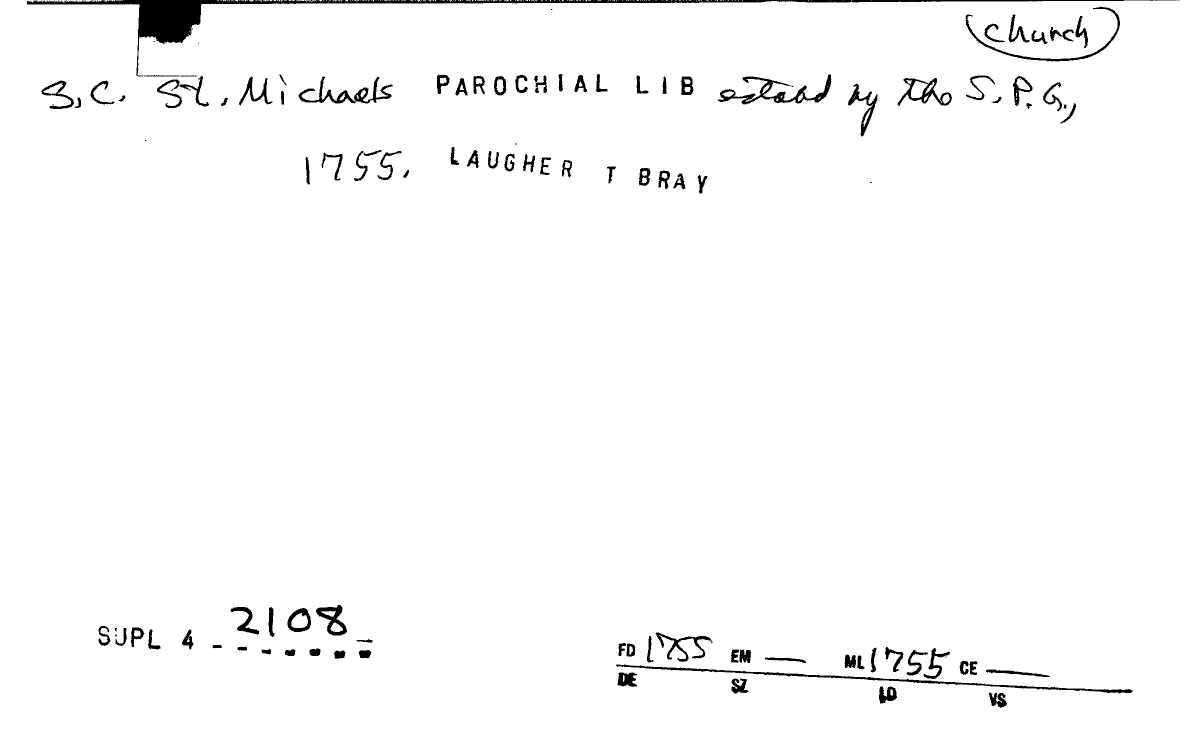 church
S.C. St. Michaels PAROCHIAL LIB estabd by the S.P.G.,
1755. LAUGHER T BRAY
SUPL 4 2108
FD 1755 EM — ML 1755 CE —
DE SZ LD VS